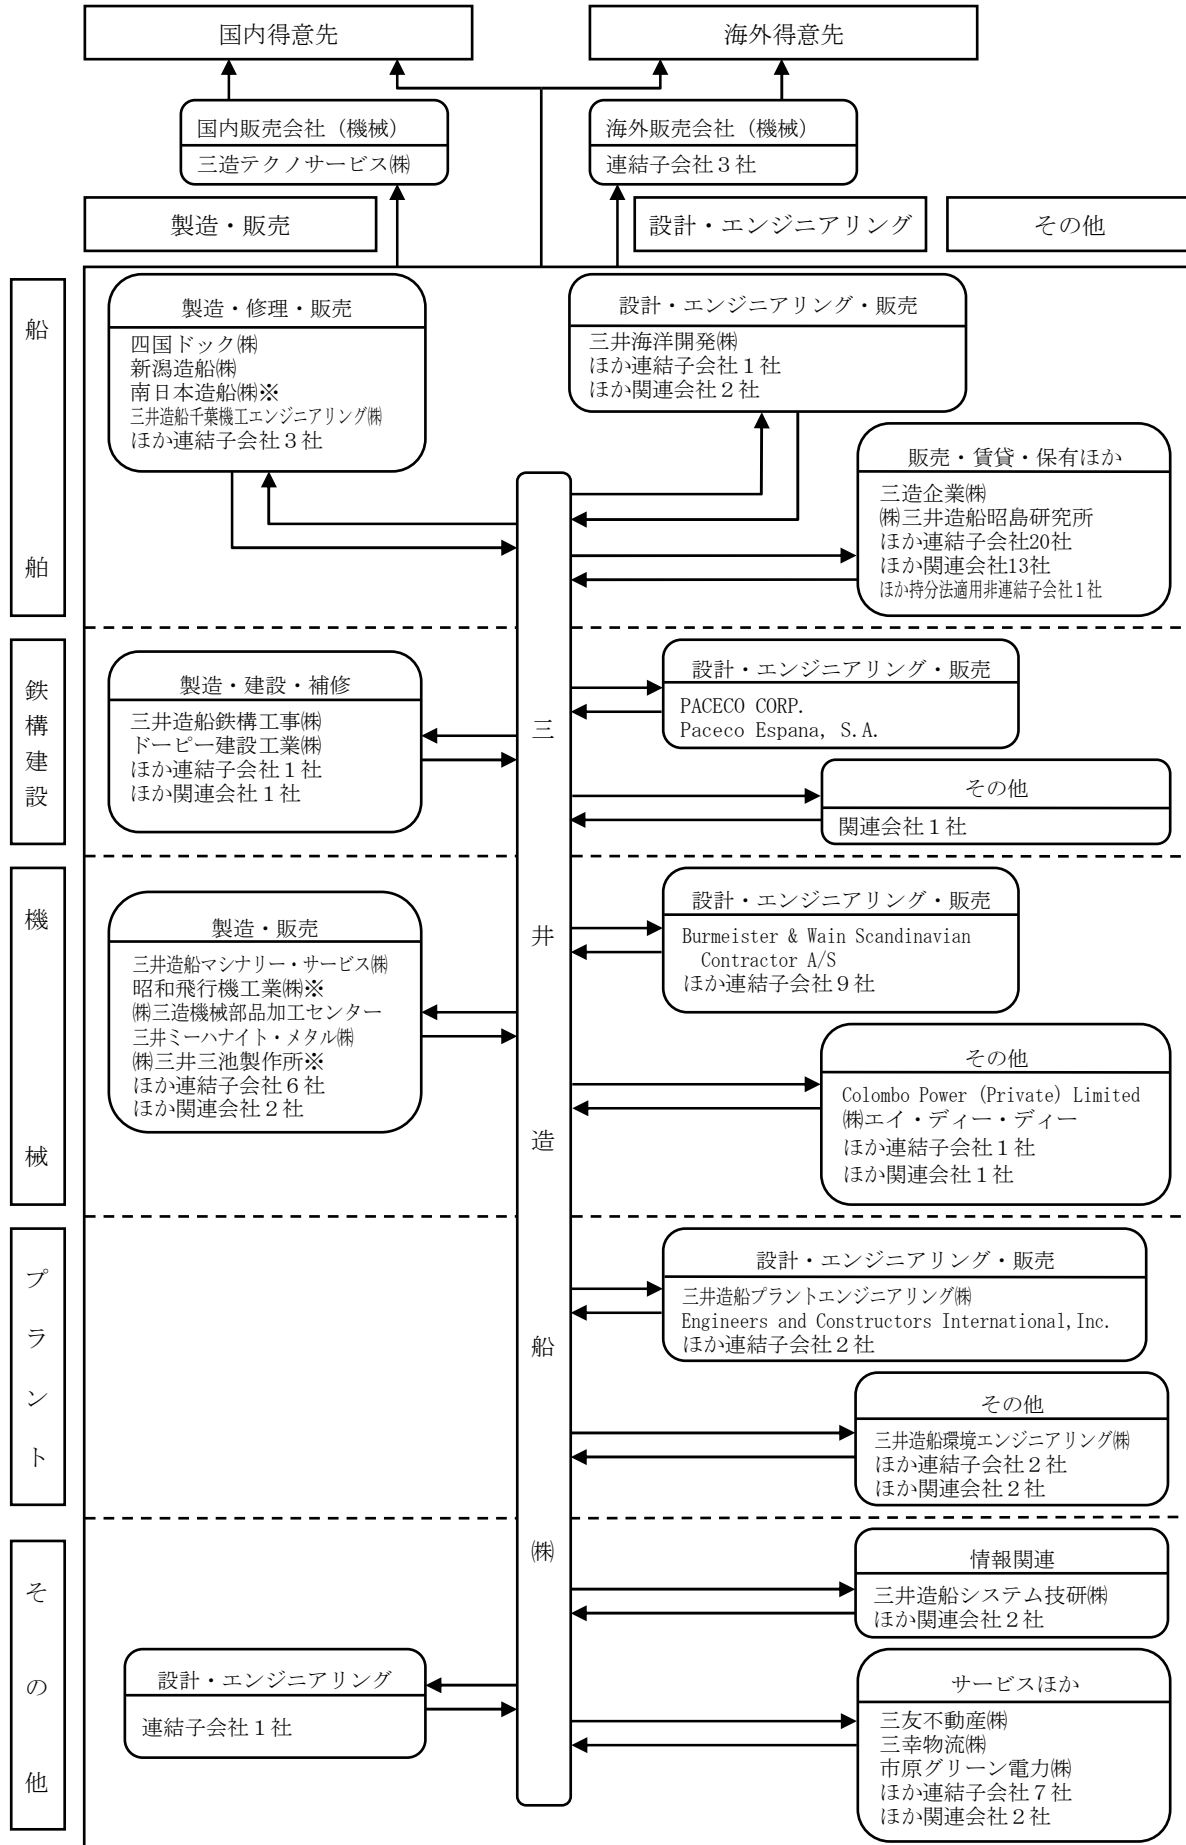 国内得意先
海外得意先
国内販売会社（機械）
三造テクノサービス㈱
海外販売会社（機械）
連結子会社３社
製造・販売
設計・エンジニアリング
その他
船舶
製造・修理・販売
四国ドック㈱
新潟造船㈱
南日本造船㈱※
三井造船千葉機工エンジニアリング㈱
ほか連結子会社３社
設計・エンジニアリング・販売
三井海洋開発㈱
ほか連結子会社１社
ほか関連会社２社
販売・賃貸・保有ほか
三造企業㈱
㈱三井造船昭島研究所
ほか連結子会社20社
ほか関連会社13社
ほか持分法適用非連結子会社１社
三井造船㈱
鉄構建設
製造・建設・補修
三井造船鉄構工事㈱
ドーピー建設工業㈱
ほか連結子会社１社
ほか関連会社１社
設計・エンジニアリング・販売
PACECO CORP.
Paceco Espana, S.A.
その他
関連会社１社
機械
製造・販売
三井造船マシナリー・サービス㈱
昭和飛行機工業㈱※
㈱三造機械部品加工センター
三井ミーハナイト・メタル㈱
㈱三井三池製作所※
ほか連結子会社６社
ほか関連会社２社
設計・エンジニアリング・販売
Burmeister & Wain Scandinavian
Contractor A/S
ほか連結子会社９社
その他
Colombo Power (Private) Limited
㈱エイ・ディー・ディー
ほか連結子会社１社
ほか関連会社１社
プラント
設計・エンジニアリング・販売
三井造船プラントエンジニアリング㈱
Engineers and Constructors International,Inc.
ほか連結子会社２社
その他
三井造船環境エンジニアリング㈱
ほか連結子会社２社
ほか関連会社２社
その他
情報関連
三井造船システム技研㈱
ほか関連会社２社
設計・エンジニアリング
連結子会社１社
サービスほか
三友不動産㈱
三幸物流㈱
市原グリーン電力㈱
ほか連結子会社７社
ほか関連会社２社